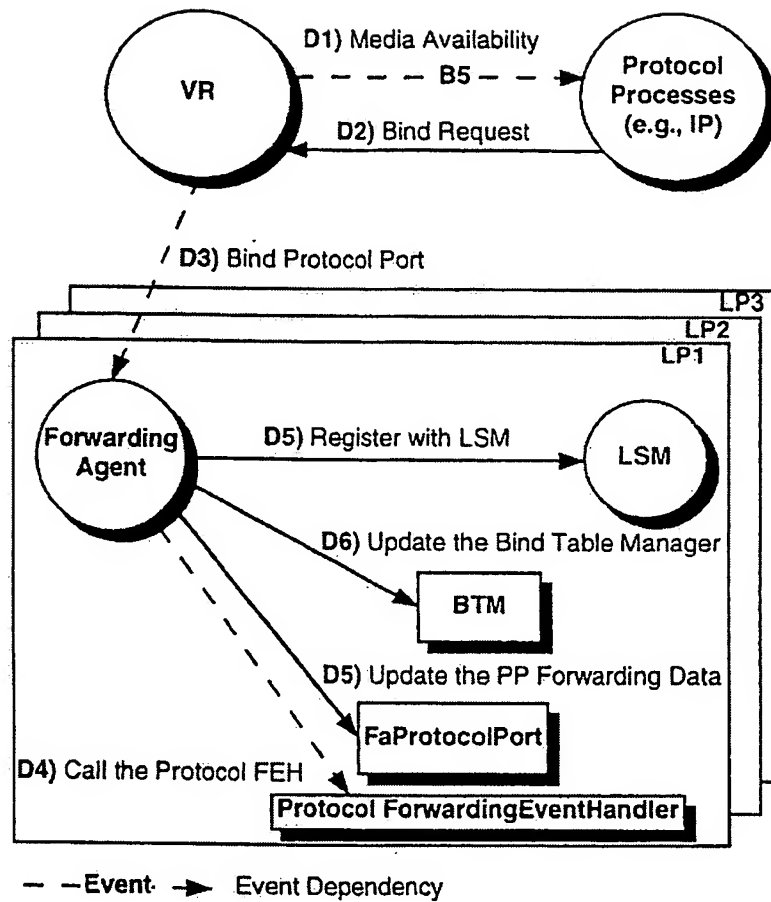 D1) Media Availability
VR
B5
Protocol
Processes
(e.g., IP)
D2) Bind Request
D3) Bind Protocol Port
LP3
LP2
LP1
Forwarding
Agent
D5) Register with LSM
LSM
D6) Update the Bind Table Manager
BTM
D5) Update the PP Forwarding Data
FaProtocolPort
D4) Call the Protocol FEH
Protocol ForwardingEventHandler
Event
Event Dependency